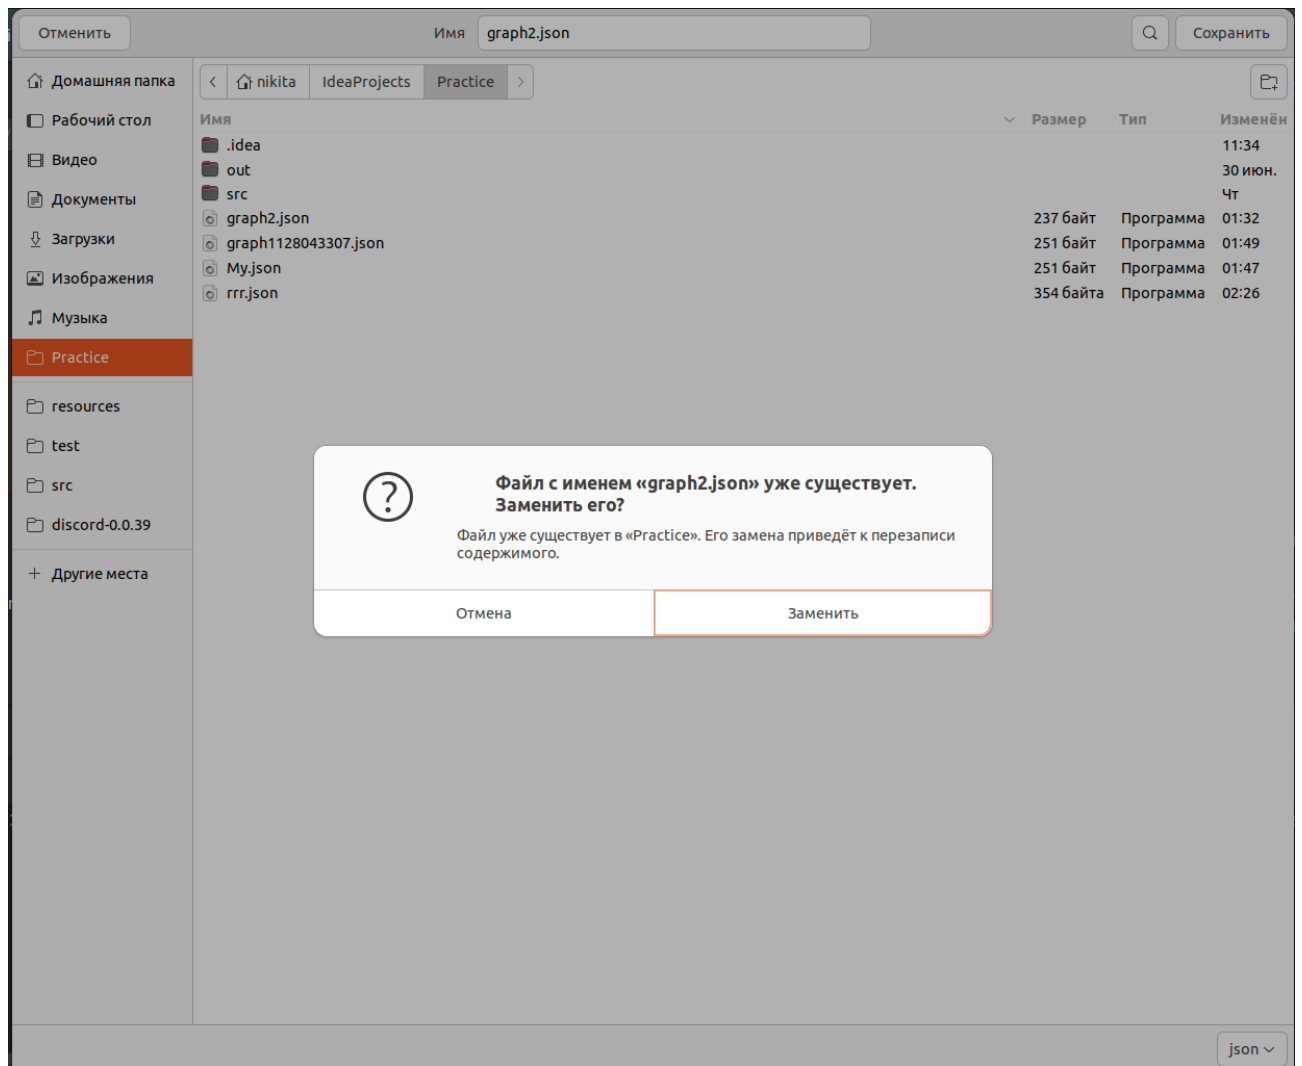 Отменить
Имя
graph2.json
Сохранить
Домашняя папка
Рабочий стол
Видео
Документы
Загрузки
Изображения
Музыка
Practice
resources
test
src
discord-0.0.39
Другие места
nikita IdeaProjects Practice
Имя Размер Тип Изменён
.idea 11:34
out 30 июн.
src Чт
graph2.json 237 байт Программа 01:32
graph1128043307.json 251 байт Программа 01:49
My.json 251 байт Программа 01:47
rrr.json 354 байта Программа 02:26
Файл с именем «graph2.json» уже существует.
Заменить его?
Файл уже существует в «Practice». Его замена приведёт к перезаписи
содержимого.
Отмена
Заменить
json